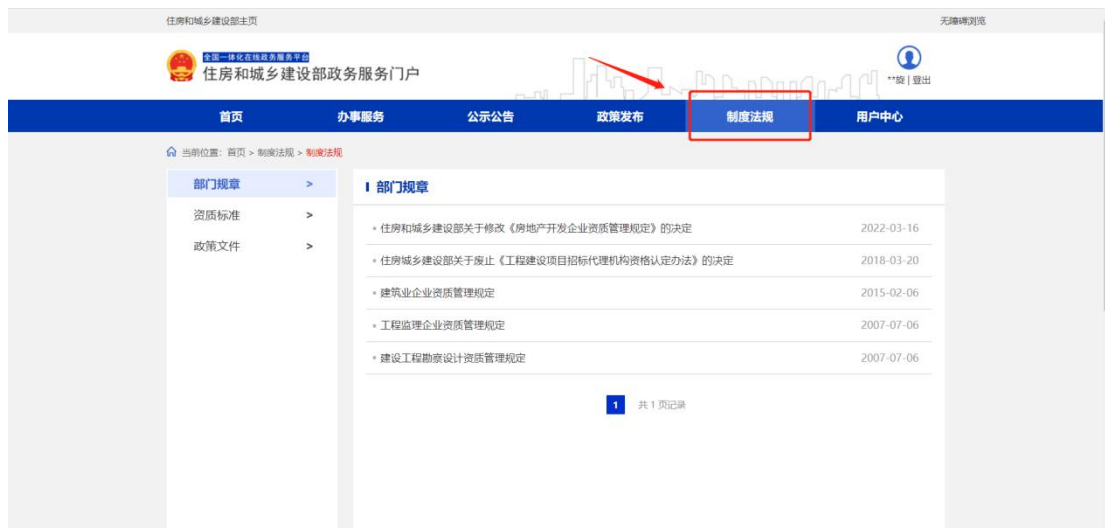 住房和城乡建设部主页 无障碍浏览
全国一体化在线政务服务平台
住房和城乡建设部政务服务门户
**旋 | 登出
首页 办事服务 公示公告 政策发布 制度法规 用户中心
当前位置: 首页 > 制度法规 > 制度法规
部门规章 >
资质标准 >
政策文件 >
部门规章
住房和城乡建设部关于修改《房地产开发企业资质管理规定》的决定 2022-03-16
住房城乡建设部关于废止《工程建设项目招标代理机构资格认定办法》的决定 2018-03-20
建筑业企业资质管理规定 2015-02-06
工程监理企业资质管理规定 2007-07-06
建设工程勘察设计资质管理规定 2007-07-06
1 共 1 页记录